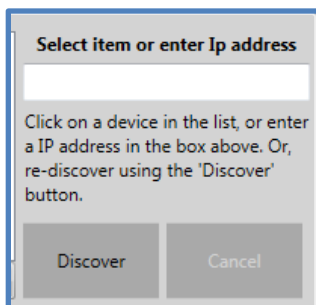 Select item or enter Ip address
Click on a device in the list, or enter
a IP address in the box above. Or,
re-discover using the 'Discover'
button.
Discover
Cancel